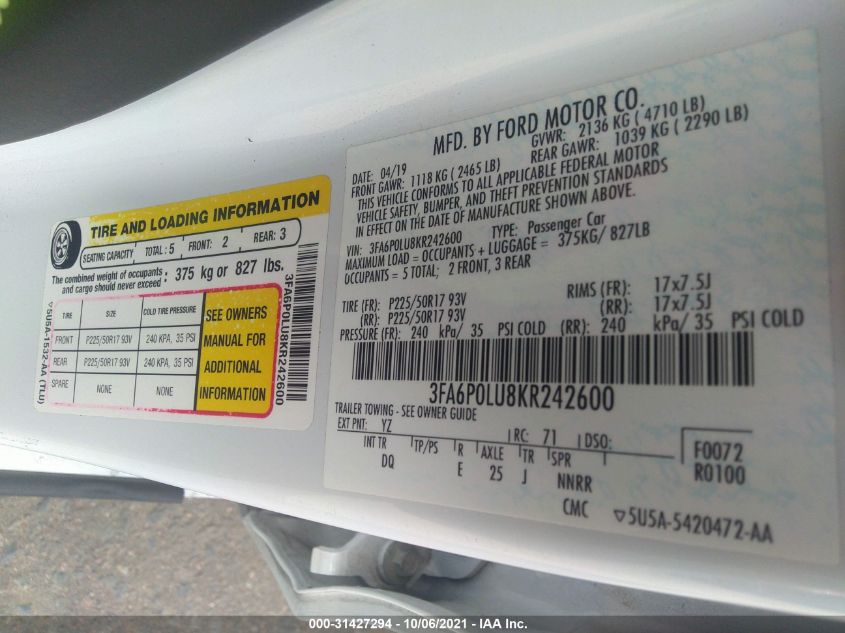 TIRE AND LOADING INFORMATION
SEATING CAPACITY TOTAL: 5 FRONT: 2 REAR: 3
The combined weight of occupants and cargo should never exceed: 375 kg or 827 lbs.
TIRE SIZE COLD TIRE PRESSURE
FRONT P225/50R17 93V 240 KPA, 35 PSI
REAR P225/50R17 93V 240 KPA, 35 PSI
SPARE NONE NONE
SEE OWNERS
MANUAL FOR
ADDITIONAL
INFORMATION
5U5A-1532-AA (TLU)
3FA6P0LU8KR242600
MFD. BY FORD MOTOR CO.
DATE: 04/19 GVWR: 2136 KG ( 4710 LB)
FRONT GAWR: 1118 KG ( 2465 LB) REAR GAWR: 1039 KG ( 2290 LB)
THIS VEHICLE CONFORMS TO ALL APPLICABLE FEDERAL MOTOR
VEHICLE SAFETY, BUMPER, AND THEFT PREVENTION STANDARDS
IN EFFECT ON THE DATE OF MANUFACTURE SHOWN ABOVE.
VIN: 3FA6P0LU8KR242600 TYPE: Passenger Car
MAXIMUM LOAD = OCCUPANTS + LUGGAGE = 375KG/ 827LB
OCCUPANTS = 5 TOTAL; 2 FRONT, 3 REAR
TIRE (FR): P225/50R17 93V RIMS (FR): 17x7.5J
(RR): P225/50R17 93V (RR): 17x7.5J
PRESSURE (FR): 240 kPa/ 35 PSI COLD (RR): 240 kPa/ 35 PSI COLD
3FA6P0LU8KR242600
TRAILER TOWING - SEE OWNER GUIDE
EXT PNT: YZ RC: 71 DSO:
INT TR TP/PS R AXLE TR SPR
DQ E 25 J NNRR
F0072
R0100
CMC
5U5A-5420472-AA
000-31427294 - 10/06/2021 - IAA Inc.